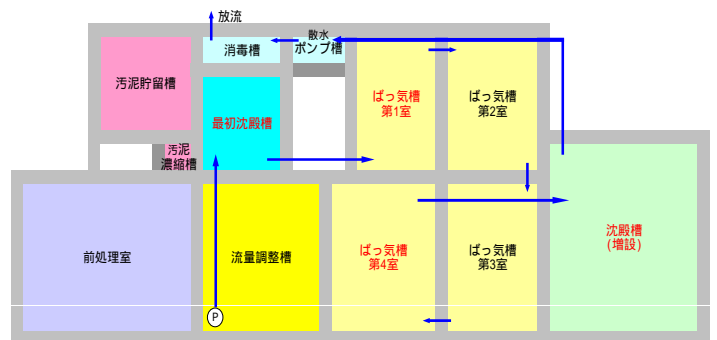 放流
散水
ポンプ槽
消毒槽
汚泥貯留槽
ばっ気槽
第1室
ばっ気槽
第2室
最初沈殿槽
汚泥
濃縮槽
前処理室
流量調整槽
ばっ気槽
第4室
ばっ気槽
第3室
沈殿槽
(増設)
P